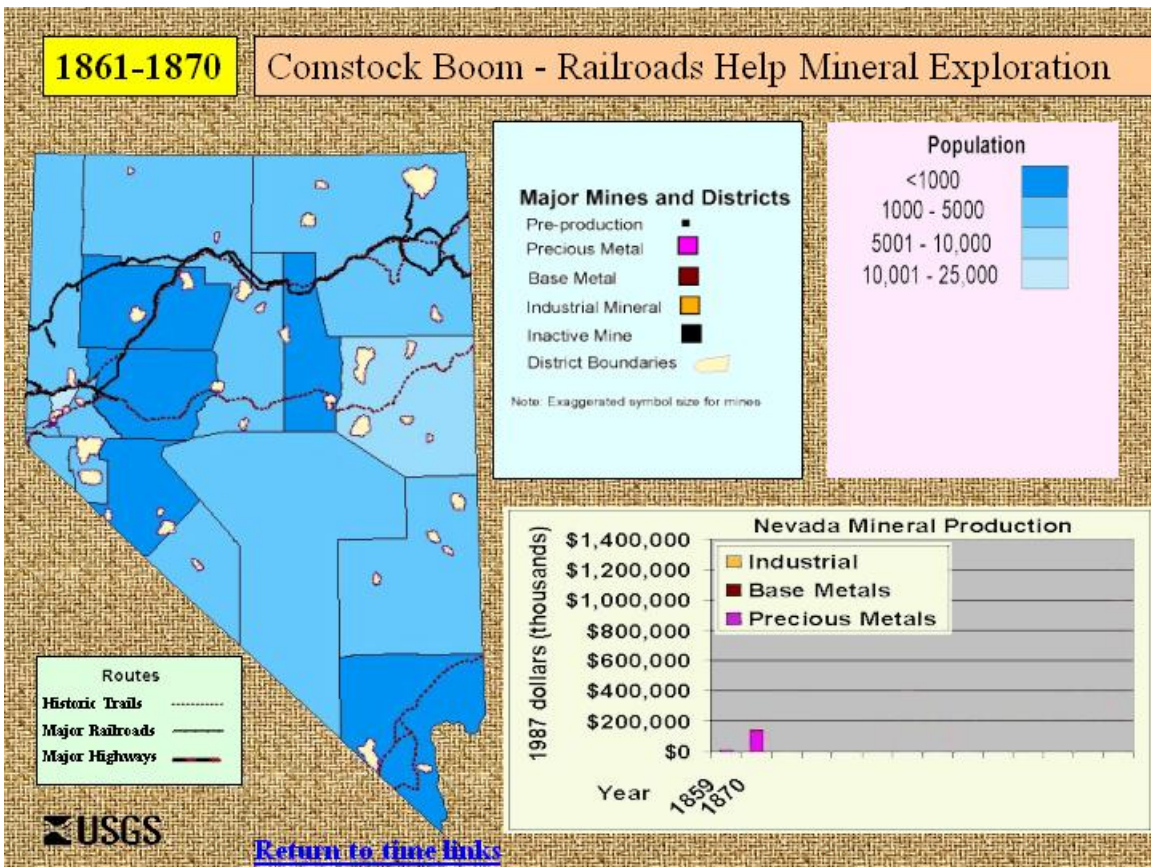 1861-1870
Comstock Boom - Railroads Help Mineral Exploration
Major Mines and Districts
Pre-production
Precious Metal
Base Metal
Industrial Mineral
Inactive Mine
District Boundaries
Note: Exaggerated symbol size for mines
Population
<1000
1000 - 5000
5001 - 10,000
10,001 - 25,000
Nevada Mineral Production
1987 dollars (thousands)
$1,400,000
$1,200,000
$1,000,000
$800,000
$600,000
$400,000
$200,000
$0
Industrial
Base Metals
Precious Metals
Year
1859
1870
Routes
Historic Trails
Major Railroads
Major Highways
USGS
Return to time links